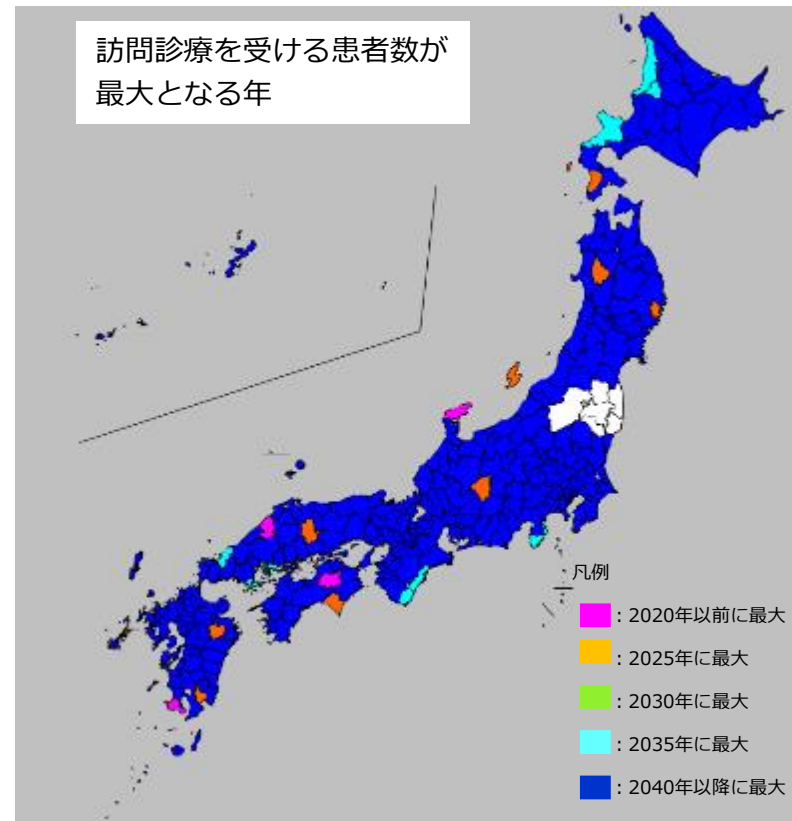 訪問診療を受ける患者数が
最大となる年
凡例
：2020年以前に最大
：2025年に最大
：2030年に最大
：2035年に最大
：2040年以降に最大